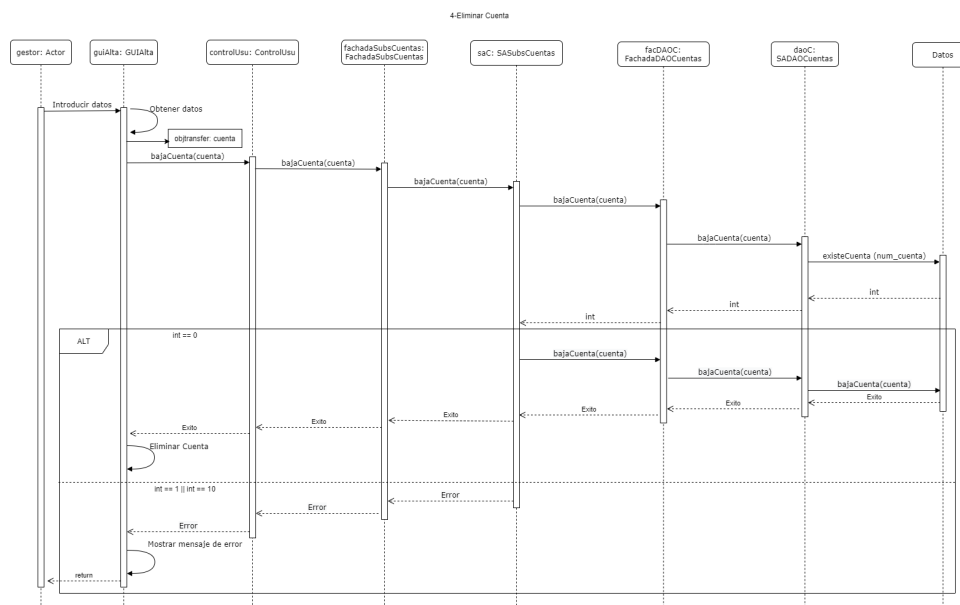 4-Eliminar Cuenta
gestor: Actor
guiAlta: GUIAlta
controlUsu: ControlUsu
fachadaSubsCuentas:
FachadaSubsCuentas
saC: SASubsCuentas
facDAOC:
FachadaDAOCuentas
daoC:
SADAOCuentas
Datos
Introducir datos
Obtener datos
objtransfer: cuenta
bajaCuenta(cuenta)
bajaCuenta(cuenta)
bajaCuenta(cuenta)
bajaCuenta(cuenta)
bajaCuenta(cuenta)
existeCuenta (num_cuenta)
int
int
int
ALT
int == 0
bajaCuenta(cuenta)
bajaCuenta(cuenta)
bajaCuenta(cuenta)
Exito
Exito
Exito
Exito
Exito
Exito
Eliminar Cuenta
int == 1 || int == 10
Error
Error
Error
Mostrar mensaje de error
return